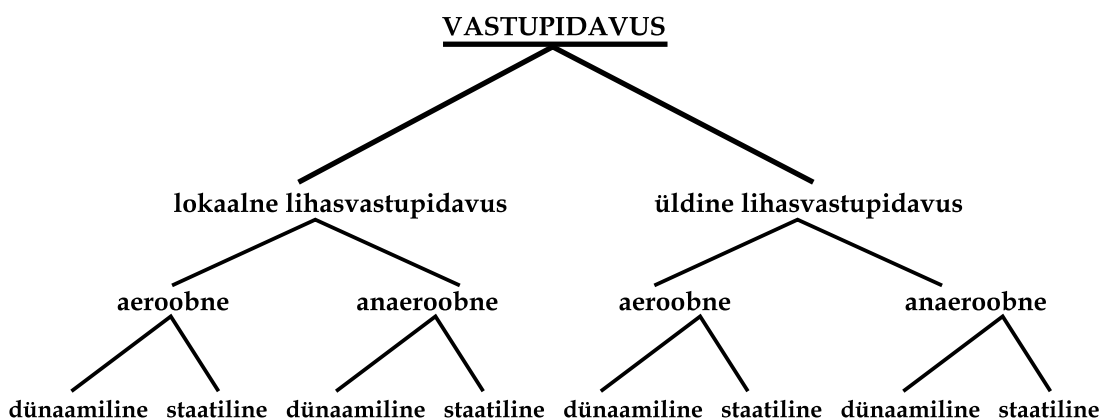 VASTUPIDAVUS
lokaalne lihasvastupidavus üldine lihasvastupidavus
aeroobne anaeroobne aeroobne anaeroobne
dünaamiline staatiline dünaamiline staatiline dünaamiline staatiline dünaamiline staatiline